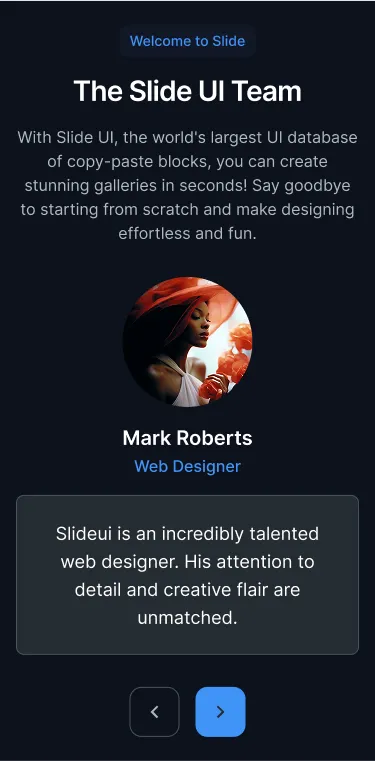 Welcome to Slide
The Slide UI Team
With Slide UI, the world's largest UI database
of copy-paste blocks, you can create
stunning galleries in seconds! Say goodbye
to starting from scratch and make designing
effortless and fun.
Mark Roberts
Web Designer
Slideui is an incredibly talented
web designer. His attention to
detail and creative flair are
unmatched.